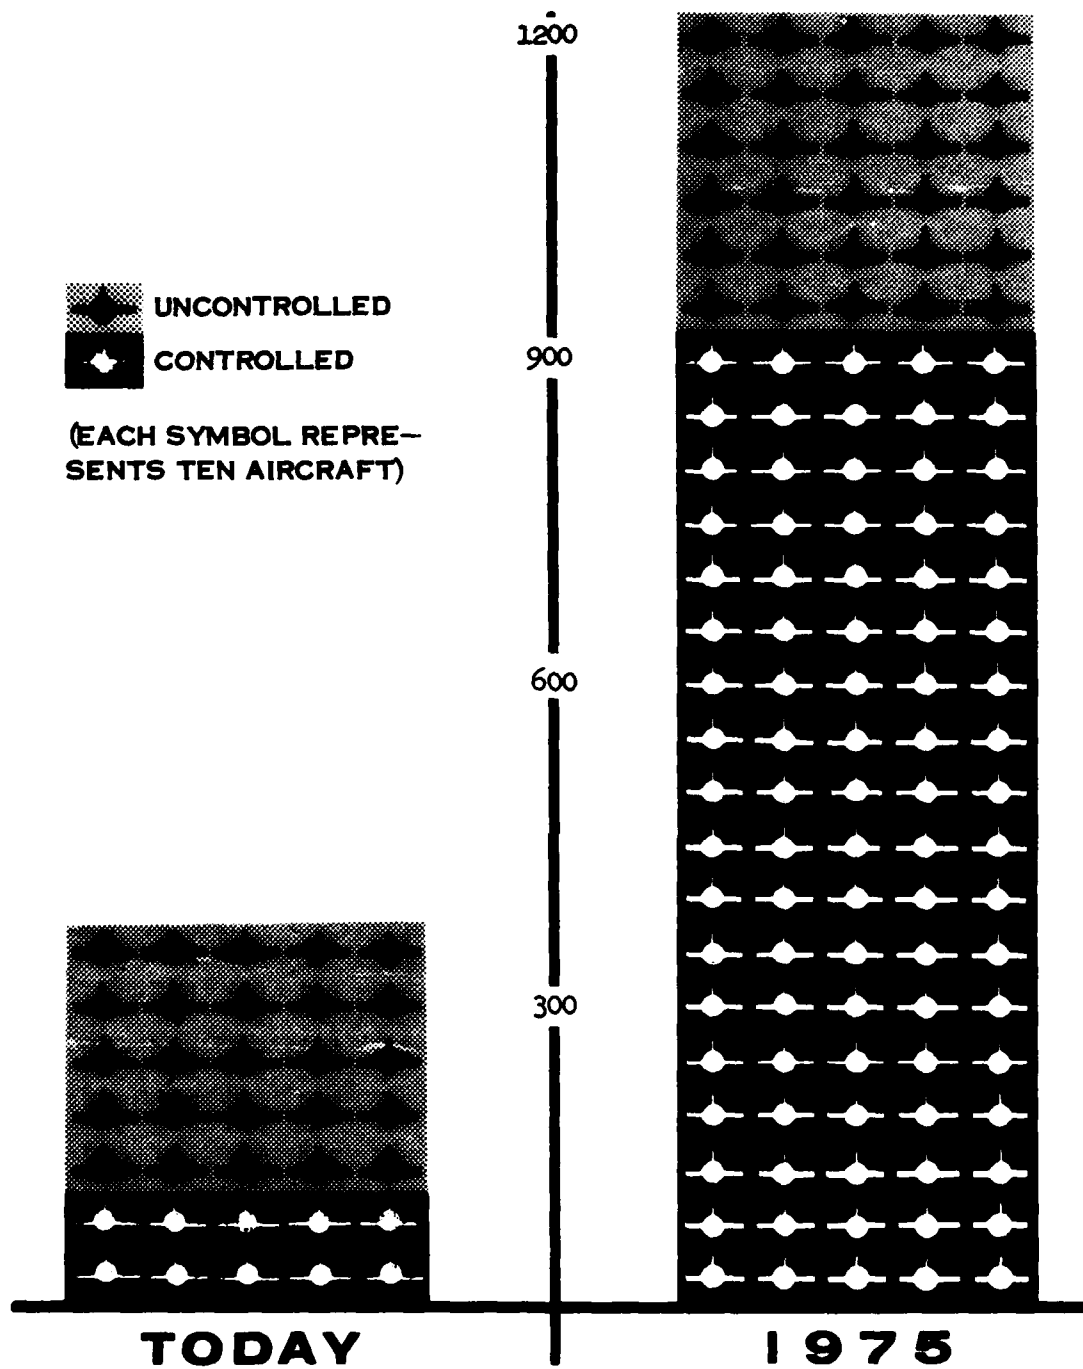 1200
UNCONTROLLED
CONTROLLED
900
(EACH SYMBOL REPRE-
SENTS TEN AIRCRAFT)
600
300
TODAY
1975